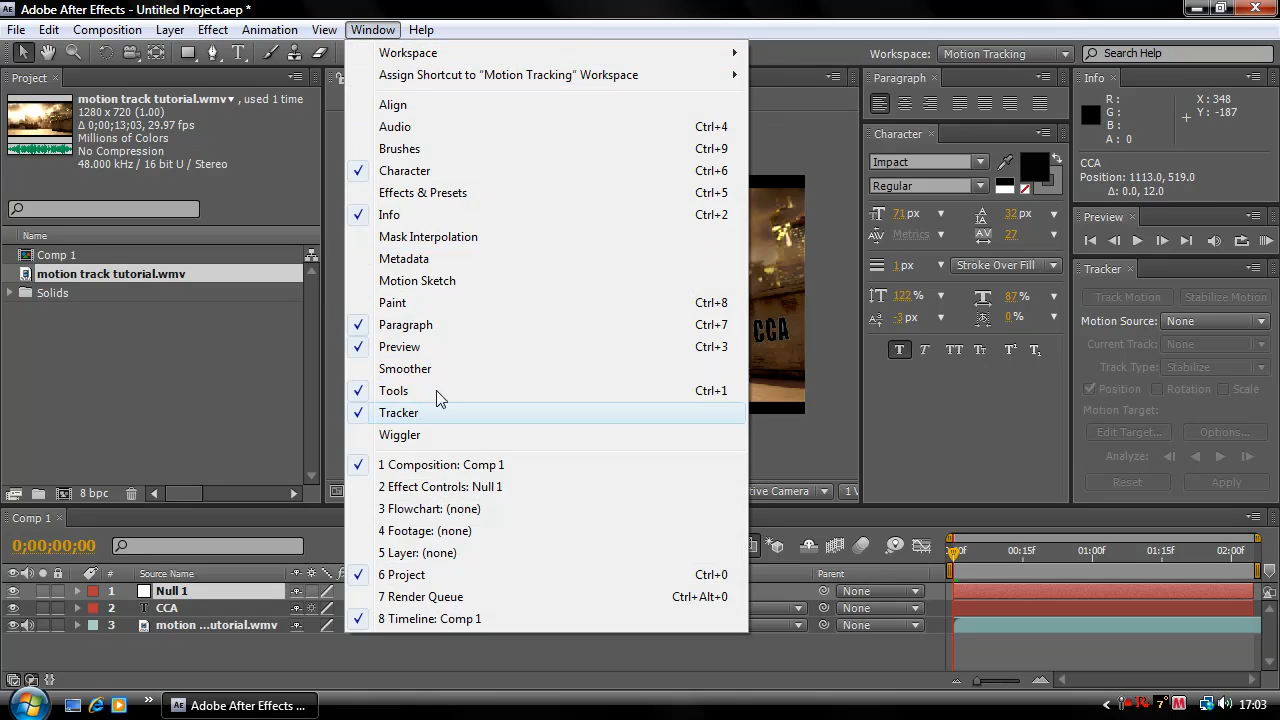 Adobe After Effects - Untitled Project.aep *
File Edit Composition Layer Effect Animation View Window Help
Workspace: Motion Tracking Search Help
Project
motion track tutorial.wmv▾, used 1 time
1280 x 720 (1.00)
Δ 0;00;13;03, 29.97 fps
Millions of Colors
No Compression
48.000 kHz / 16 bit U / Stereo
Name
Comp 1
motion track tutorial.wmv
Solids
8 bpc
Workspace
Assign Shortcut to "Motion Tracking" Workspace
Align
Audio Ctrl+4
Brushes Ctrl+9
Character Ctrl+6
Effects & Presets Ctrl+5
Info Ctrl+2
Mask Interpolation
Metadata
Motion Sketch
Paint Ctrl+8
Paragraph Ctrl+7
Preview Ctrl+3
Smoother
Tools Ctrl+1
Tracker
Wiggler
1 Composition: Comp 1
2 Effect Controls: Null 1
3 Flowchart: (none)
4 Footage: (none)
5 Layer: (none)
6 Project Ctrl+0
7 Render Queue Ctrl+Alt+0
8 Timeline: Comp 1
CCA
tive Camera 1 V
Paragraph
Character
Impact
Regular
71 px 32 px
Metrics 27
1 px Stroke Over Fill
122 % 87 %
-3 px 0 %
T T TT Tr T¹ T₁
Info
R : X : 348
G : Y : -187
B :
A : 0
CCA
Position: 1113.0, 519.0
Δ: 0.0, 12.0
Preview
Tracker
Track Motion Stabilize Motion
Motion Source: None
Current Track: None
Track Type: Stabilize
Position Rotation Scale
Motion Target:
Edit Target... Options...
Analyze:
Reset Apply
Comp 1
0;00;00;00
# Source Name Parent
1 Null 1 None
2 T CCA None
3 motion ...utorial.wmv None
00f 00:15f 01:00f 01:15f 02:00f
Adobe After Effects ...
17:03